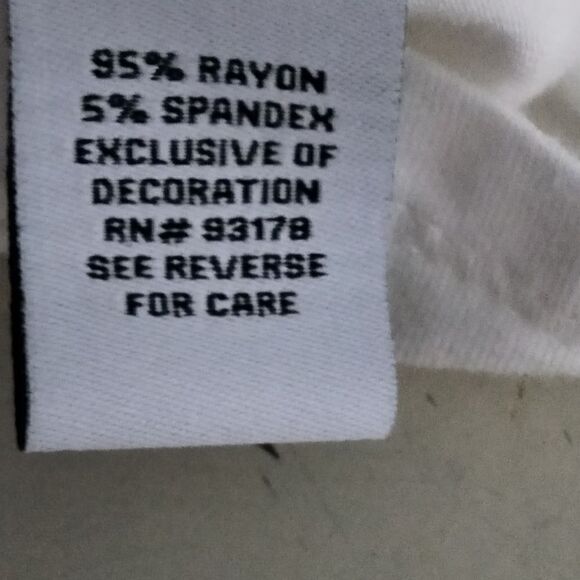 95% RAYON
5% SPANDEX
EXCLUSIVE OF
DECORATION
RN# 93178
SEE REVERSE
FOR CARE